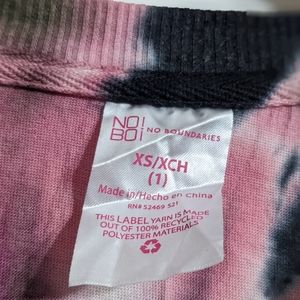 NO!
BO!
NO BOUNDARIES
XS/XCH
(1)
Made in/Hecho en china
RN# 52469 521
THIS LABEL YARN IS MADE
OUT OF 100% RECYCLED
POLYESTER MATERIALS